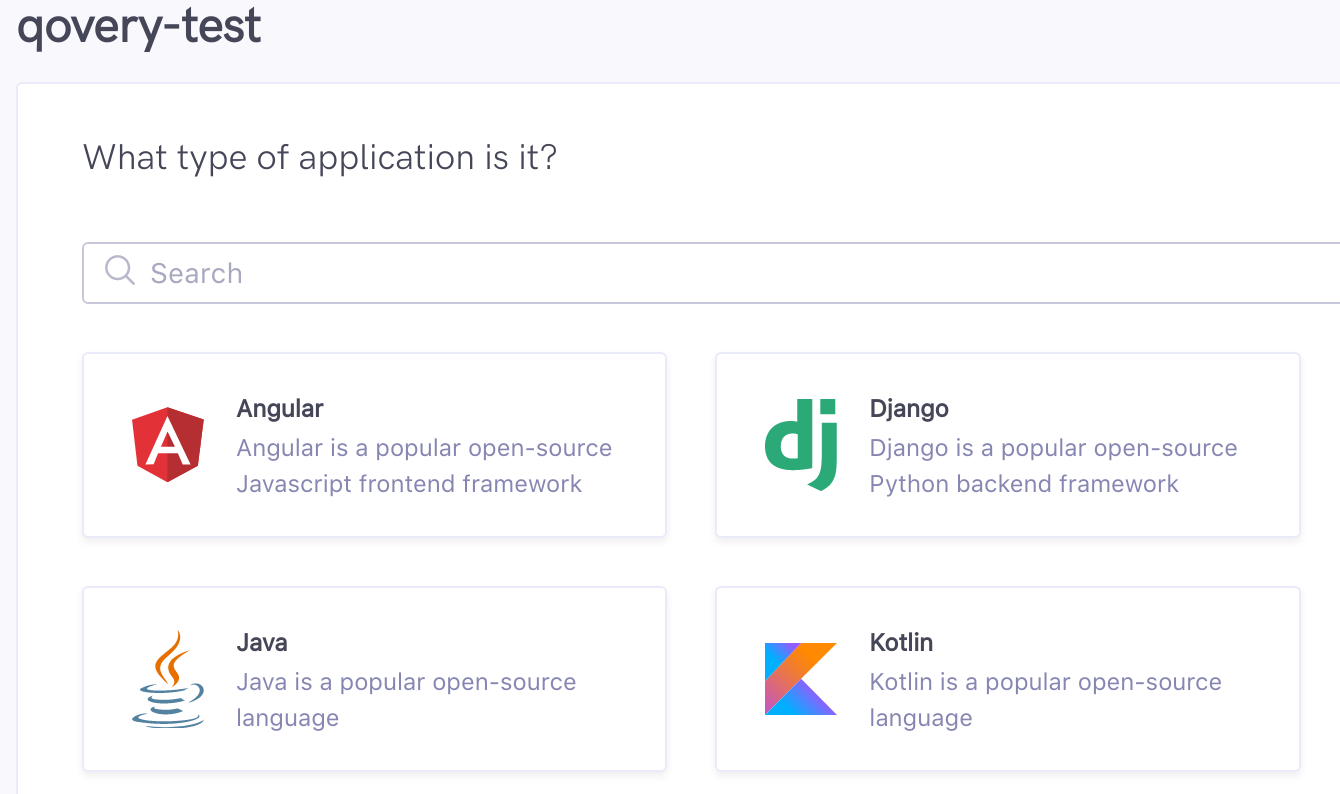 qovery-test
What type of application is it?
Search
Angular
Angular is a popular open-source
Javascript frontend framework
Django
Django is a popular open-source
Python backend framework
Java
Java is a popular open-source
language
Kotlin
Kotlin is a popular open-source
language